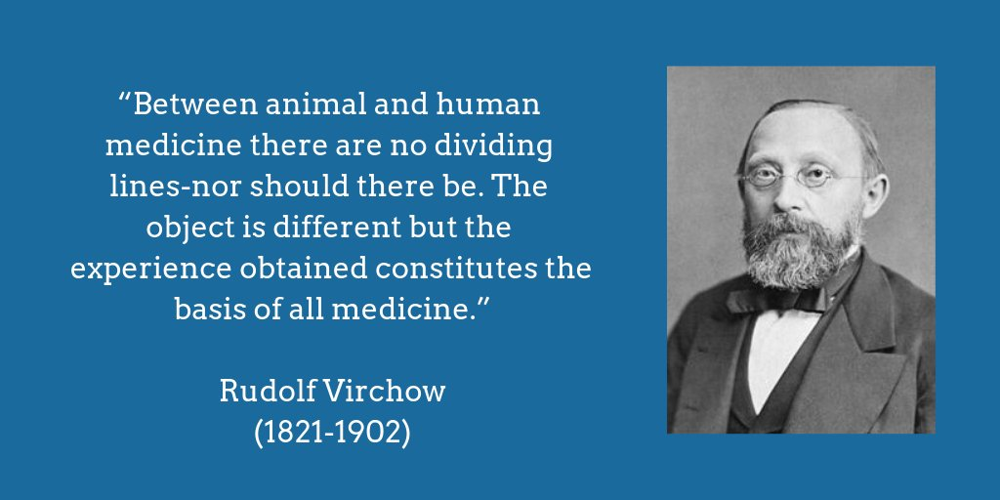 “Between animal and human
medicine there are no dividing
lines-nor should there be. The
object is different but the
experience obtained constitutes the
basis of all medicine.”
Rudolf Virchow
(1821-1902)